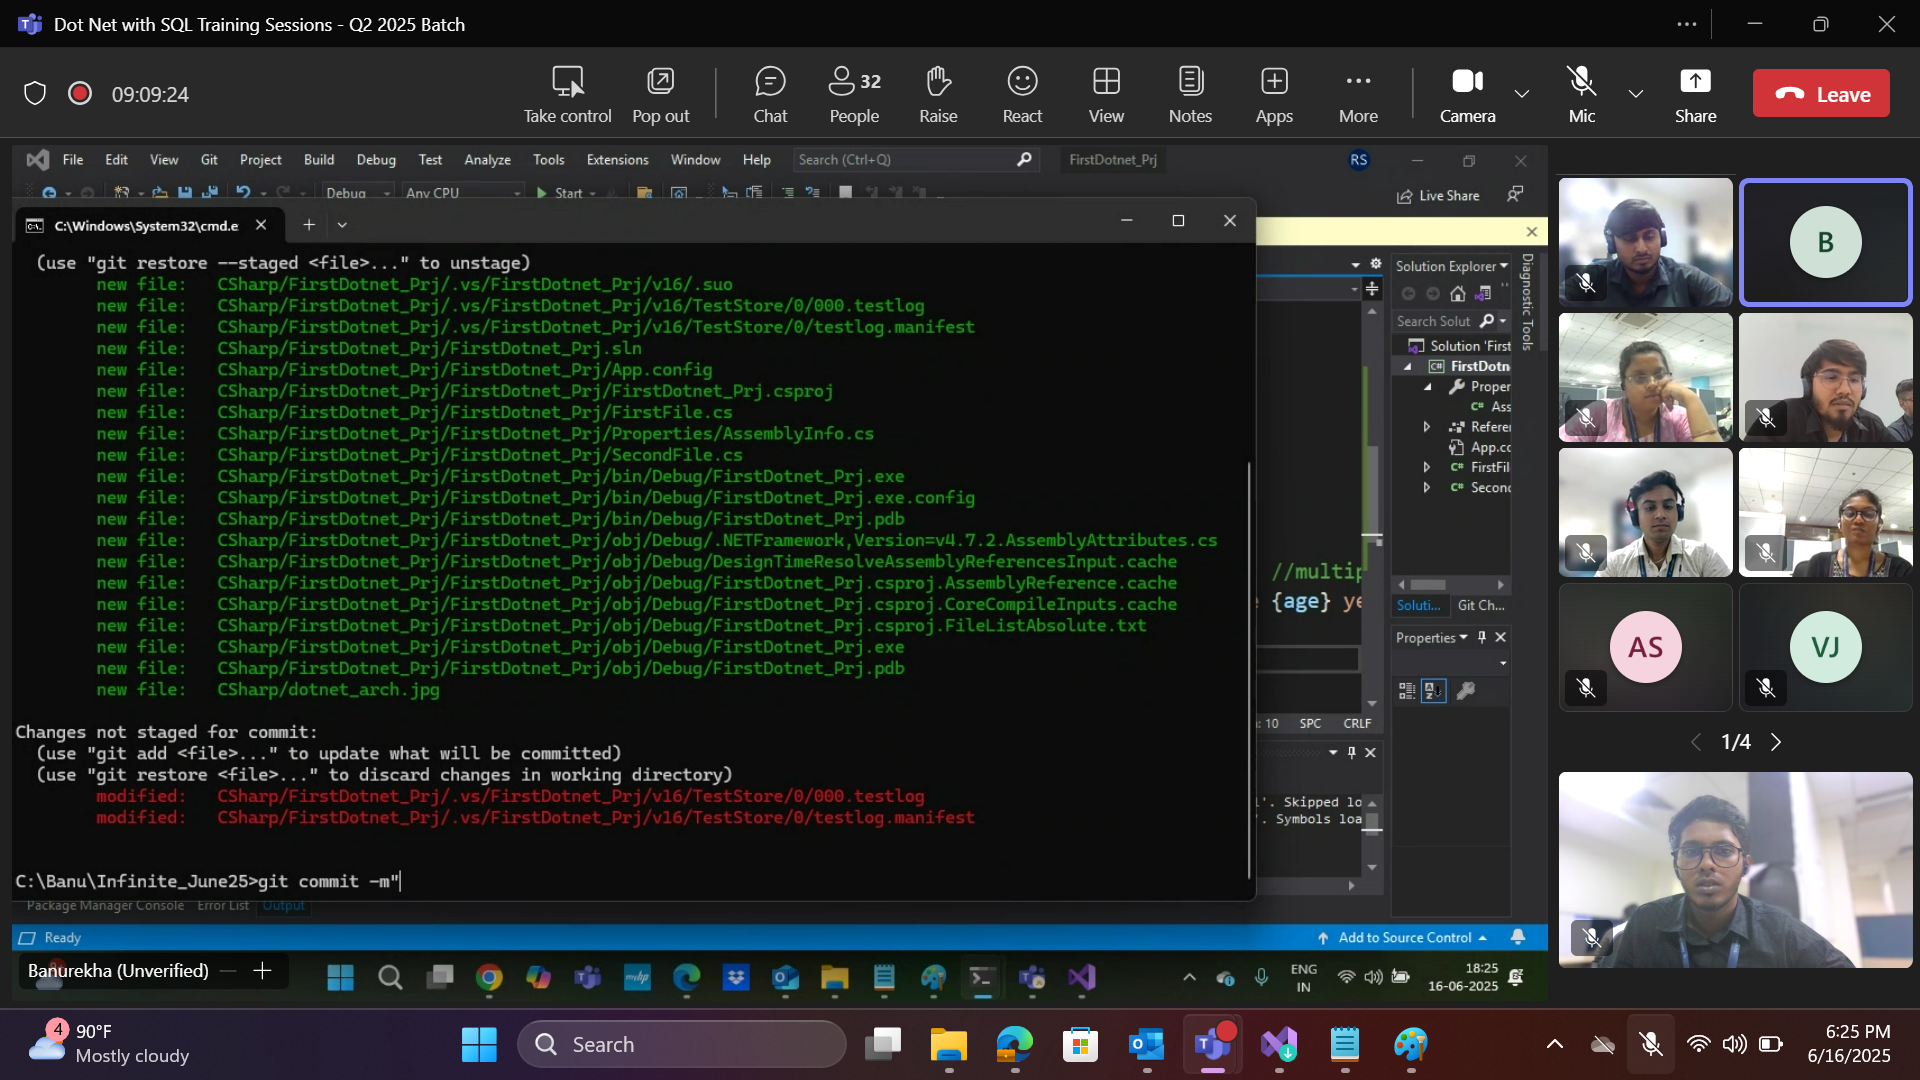 Dot Net with SQL Training Sessions - Q2 2025 Batch
09:09:24
Take control
Pop out
Chat
32
People
Raise
React
View
Notes
Apps
More
Camera
Mic
Share
Leave
File Edit View Git Project Build Debug Test Analyze Tools Extensions Window Help
Search (Ctrl+Q)
FirstDotnet_Prj
RS
Debug
Any CPU
Start
Live Share
C:\Windows\System32\cmd.e
(use "git restore --staged <file>..." to unstage)
new file: CSharp/FirstDotnet_Prj/.vs/FirstDotnet_Prj/v16/.suo
new file: CSharp/FirstDotnet_Prj/.vs/FirstDotnet_Prj/v16/TestStore/0/000.testlog
new file: CSharp/FirstDotnet_Prj/.vs/FirstDotnet_Prj/v16/TestStore/0/testlog.manifest
new file: CSharp/FirstDotnet_Prj/FirstDotnet_Prj.sln
new file: CSharp/FirstDotnet_Prj/FirstDotnet_Prj/App.config
new file: CSharp/FirstDotnet_Prj/FirstDotnet_Prj/FirstDotnet_Prj.csproj
new file: CSharp/FirstDotnet_Prj/FirstDotnet_Prj/FirstFile.cs
new file: CSharp/FirstDotnet_Prj/FirstDotnet_Prj/Properties/AssemblyInfo.cs
new file: CSharp/FirstDotnet_Prj/FirstDotnet_Prj/SecondFile.cs
new file: CSharp/FirstDotnet_Prj/FirstDotnet_Prj/bin/Debug/FirstDotnet_Prj.exe
new file: CSharp/FirstDotnet_Prj/FirstDotnet_Prj/bin/Debug/FirstDotnet_Prj.exe.config
new file: CSharp/FirstDotnet_Prj/FirstDotnet_Prj/bin/Debug/FirstDotnet_Prj.pdb
new file: CSharp/FirstDotnet_Prj/FirstDotnet_Prj/obj/Debug/.NETFramework,Version=v4.7.2.AssemblyAttributes.cs
new file: CSharp/FirstDotnet_Prj/FirstDotnet_Prj/obj/Debug/DesignTimeResolveAssemblyReferencesInput.cache
new file: CSharp/FirstDotnet_Prj/FirstDotnet_Prj/obj/Debug/FirstDotnet_Prj.csproj.AssemblyReference.cache
new file: CSharp/FirstDotnet_Prj/FirstDotnet_Prj/obj/Debug/FirstDotnet_Prj.csproj.CoreCompileInputs.cache
new file: CSharp/FirstDotnet_Prj/FirstDotnet_Prj/obj/Debug/FirstDotnet_Prj.csproj.FileListAbsolute.txt
new file: CSharp/FirstDotnet_Prj/FirstDotnet_Prj/obj/Debug/FirstDotnet_Prj.exe
new file: CSharp/FirstDotnet_Prj/FirstDotnet_Prj/obj/Debug/FirstDotnet_Prj.pdb
new file: CSharp/dotnet_arch.jpg
Changes not staged for commit:
(use "git add <file>..." to update what will be committed)
(use "git restore <file>..." to discard changes in working directory)
modified: CSharp/FirstDotnet_Prj/.vs/FirstDotnet_Prj/v16/TestStore/0/000.testlog
modified: CSharp/FirstDotnet_Prj/.vs/FirstDotnet_Prj/v16/TestStore/0/testlog.manifest
C:\Banu\Infinite_June25>git commit -m"
Package Manager Console Error List Output
//multip
{age} ye
: 10 SPC CRLF
'. Skipped lo
'. Symbols loa
Solution Explorer
Search Solut
Solution 'First
FirstDotn
Proper
Ass
Referen
App.co
FirstFil
Second
Soluti... Git Ch...
Properties
Diagnostic Tools
Ready
Add to Source Control
Banurekha (Unverified)
ENG
IN
18:25
16-06-2025
B
AS
VJ
1/4
4
90°F
Mostly cloudy
Search
6:25 PM
6/16/2025